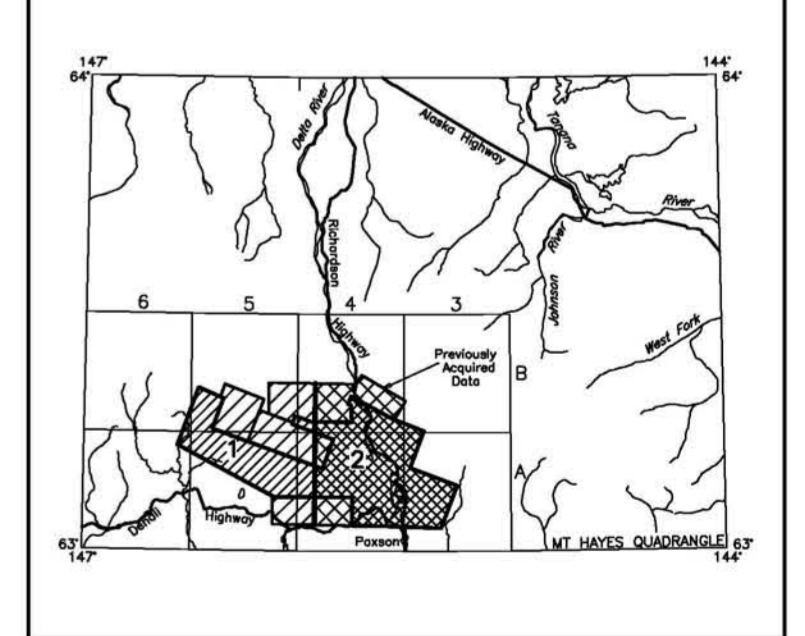 147°
144°
64°
64°
Delta River
Alaska Highway
Tanana
River
Richardson
River
Johnson
6
5
4
3
Highway
West Fork
Previously
Acquired
Data
B
1
2
A
Denali
Highway
Paxson
MT HAYES QUADRANGLE
63°
63°
147°
144°